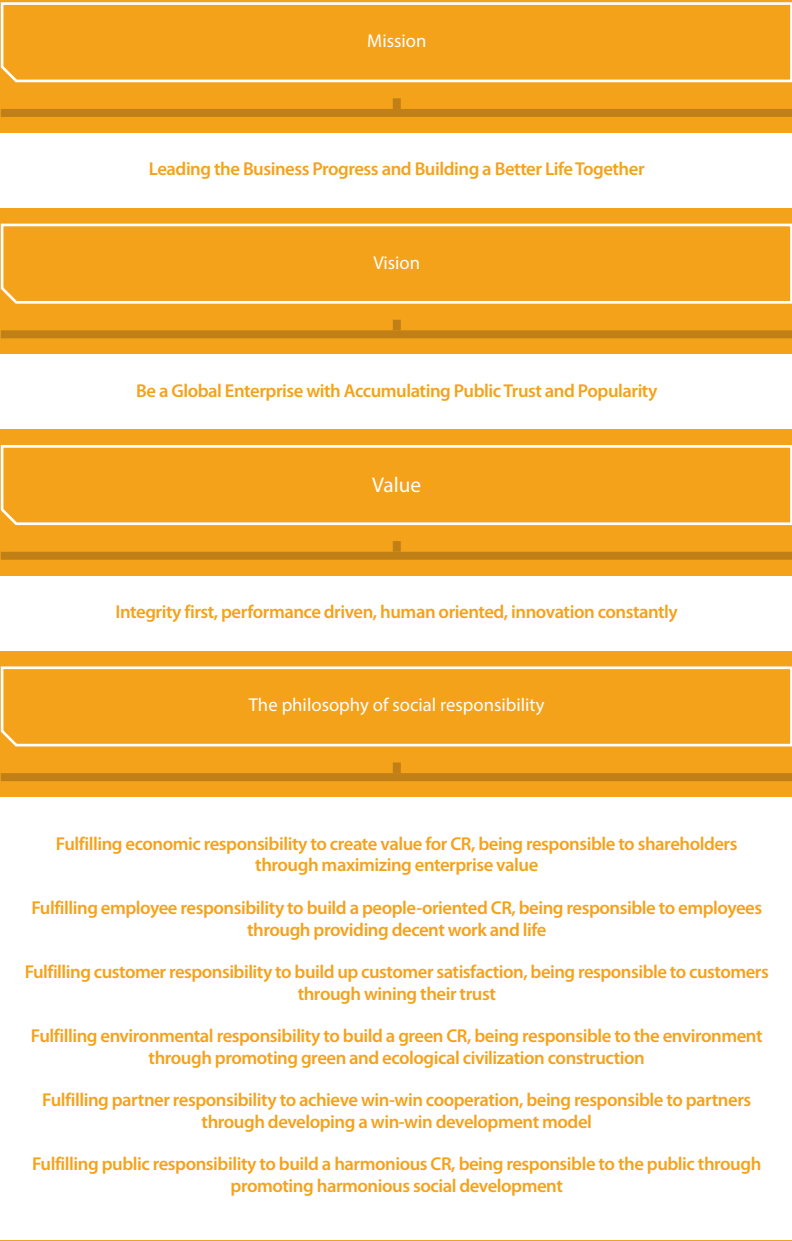 Mission
Leading the Business Progress and Building a Better Life Together
Vision
Be a Global Enterprise with Accumulating Public Trust and Popularity
Value
Integrity first, performance driven, human oriented, innovation constantly
The philosophy of social responsibility
Fulfilling economic responsibility to create value for CR, being responsible to shareholders
through maximizing enterprise value
Fulfilling employee responsibility to build a people-oriented CR, being responsible to employees
through providing decent work and life
Fulfilling customer responsibility to build up customer satisfaction, being responsible to customers
through wining their trust
Fulfilling environmental responsibility to build a green CR, being responsible to the environment
through promoting green and ecological civilization construction
Fulfilling partner responsibility to achieve win-win cooperation, being responsible to partners
through developing a win-win development model
Fulfilling public responsibility to build a harmonious CR, being responsible to the public through
promoting harmonious social development